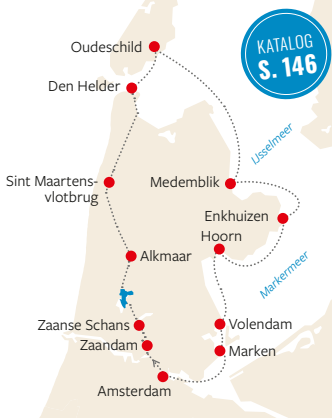 KATALOG
S. 146
Oudeschild
Den Helder
IJsselmeer
Sint Maartens-
vlotbrug
Medemblik
Enkhuizen
Hoorn
Markermeer
Alkmaar
Zaanse Schans
Volendam
Zaandam
Marken
Amsterdam